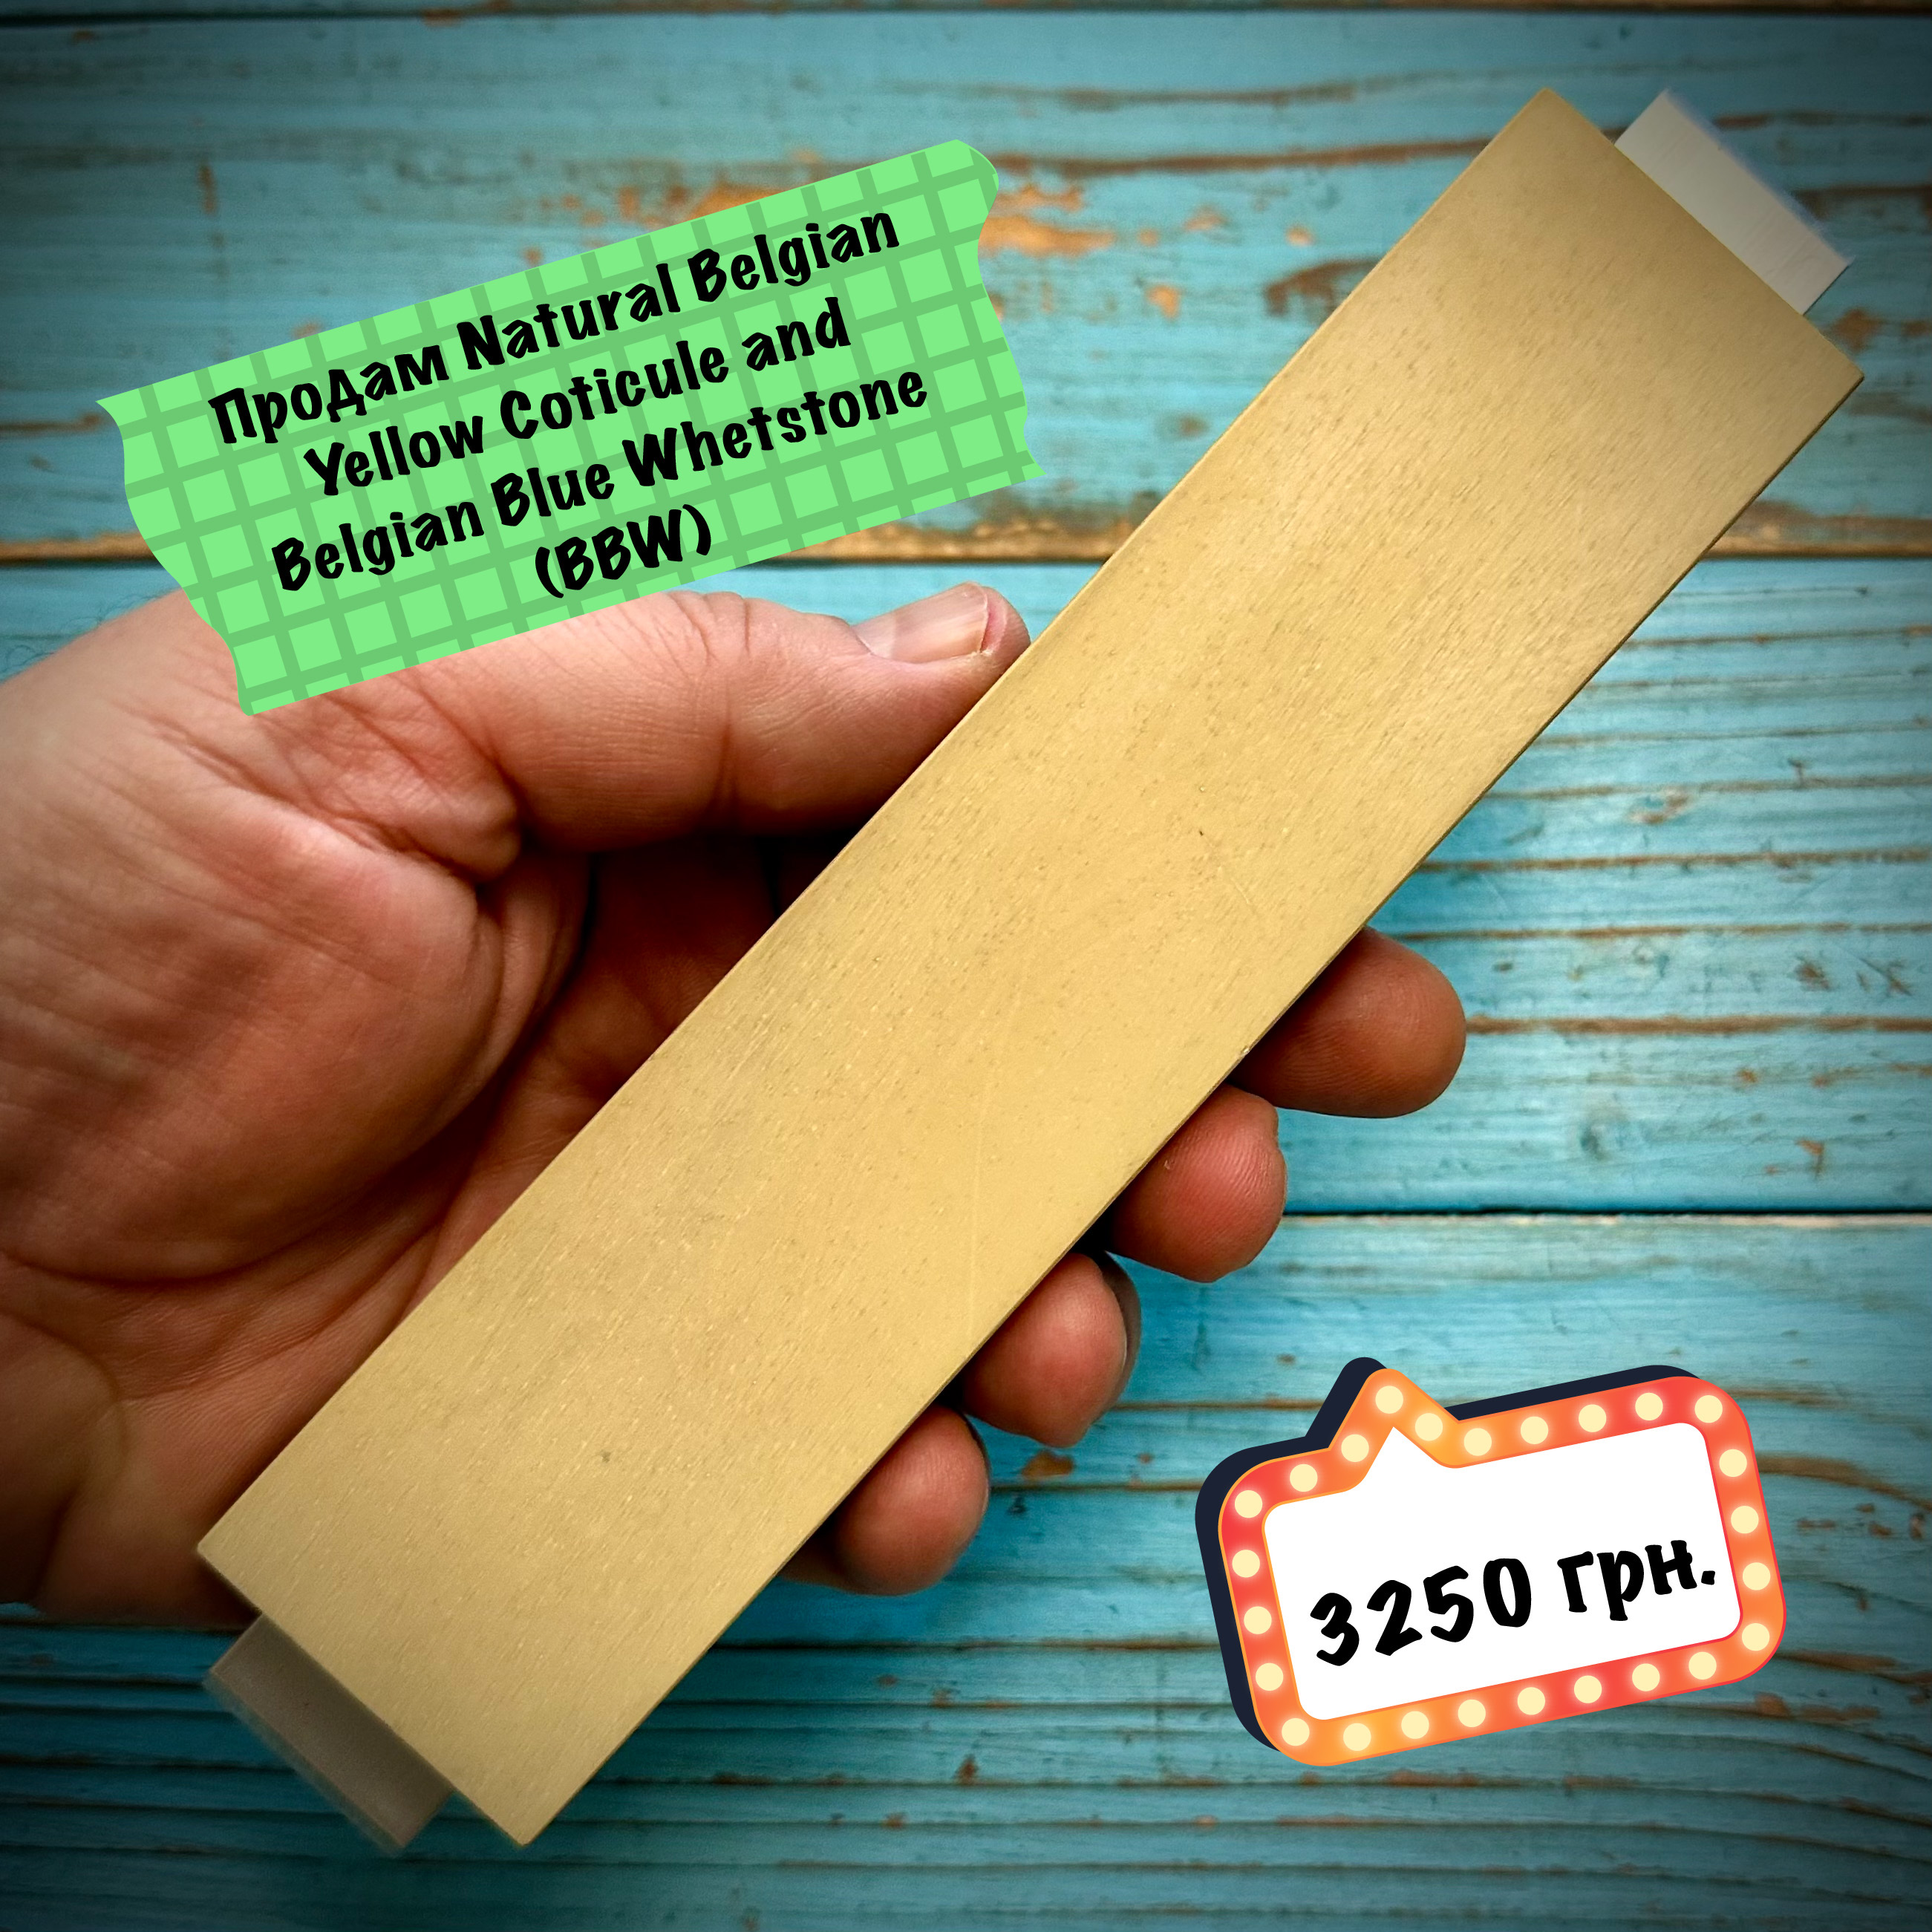 Продам Natural Belgian
Yellow Coticule and
Belgian Blue Whetstone
(BBW)
3250 грн.